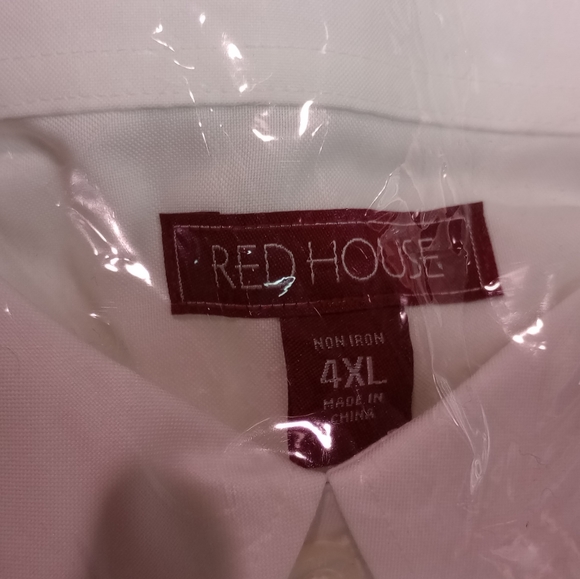 RED HOUSE
NON IRON
4XL
MADE IN
CHINA